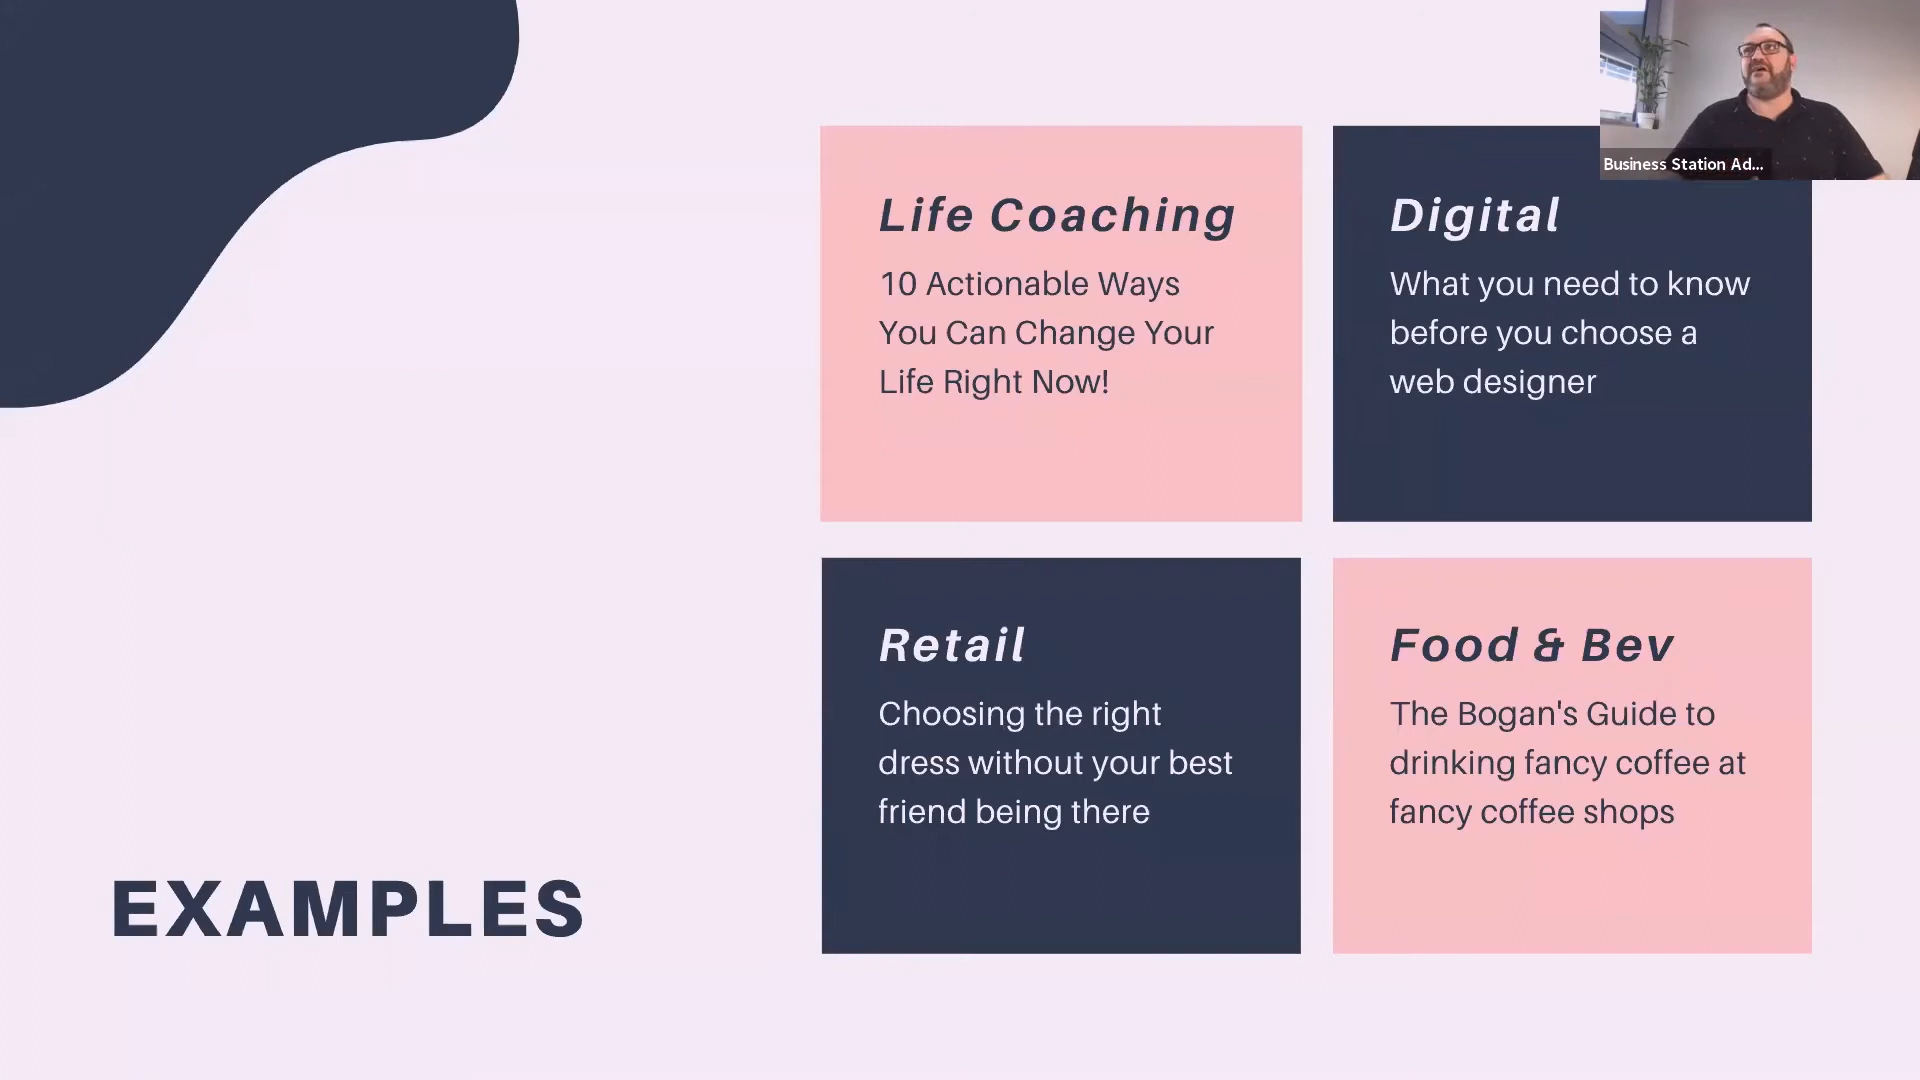 Business Station Ad...
Life Coaching
10 Actionable Ways
You Can Change Your
Life Right Now!
Digital
What you need to know
before you choose a
web designer
Retail
Choosing the right
dress without your best
friend being there
Food & Bev
The Bogan's Guide to
drinking fancy coffee at
fancy coffee shops
EXAMPLES